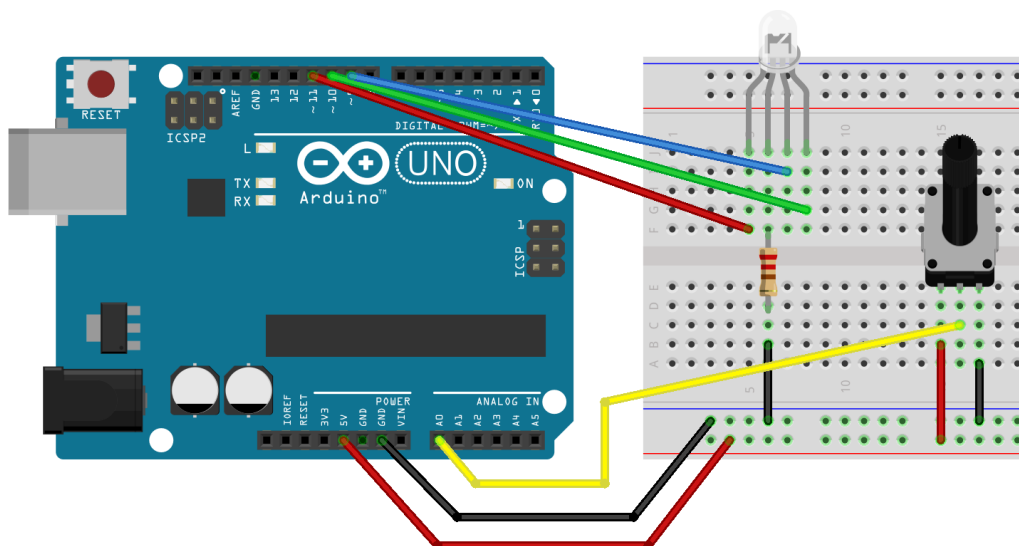 RESET
ICSP2
AREF
GND
13
12
~11
~10
DIGITAL
L
TX
RX
Arduino™
UNO
ON
1
ICSP
IOREF
RESET
3V3
5V
GND
GND
VIN
POWER
A0
A1
A2
A3
A4
A5
ANALOG IN
1
10
15
J
G
F
E
D
C
B
A
5
10